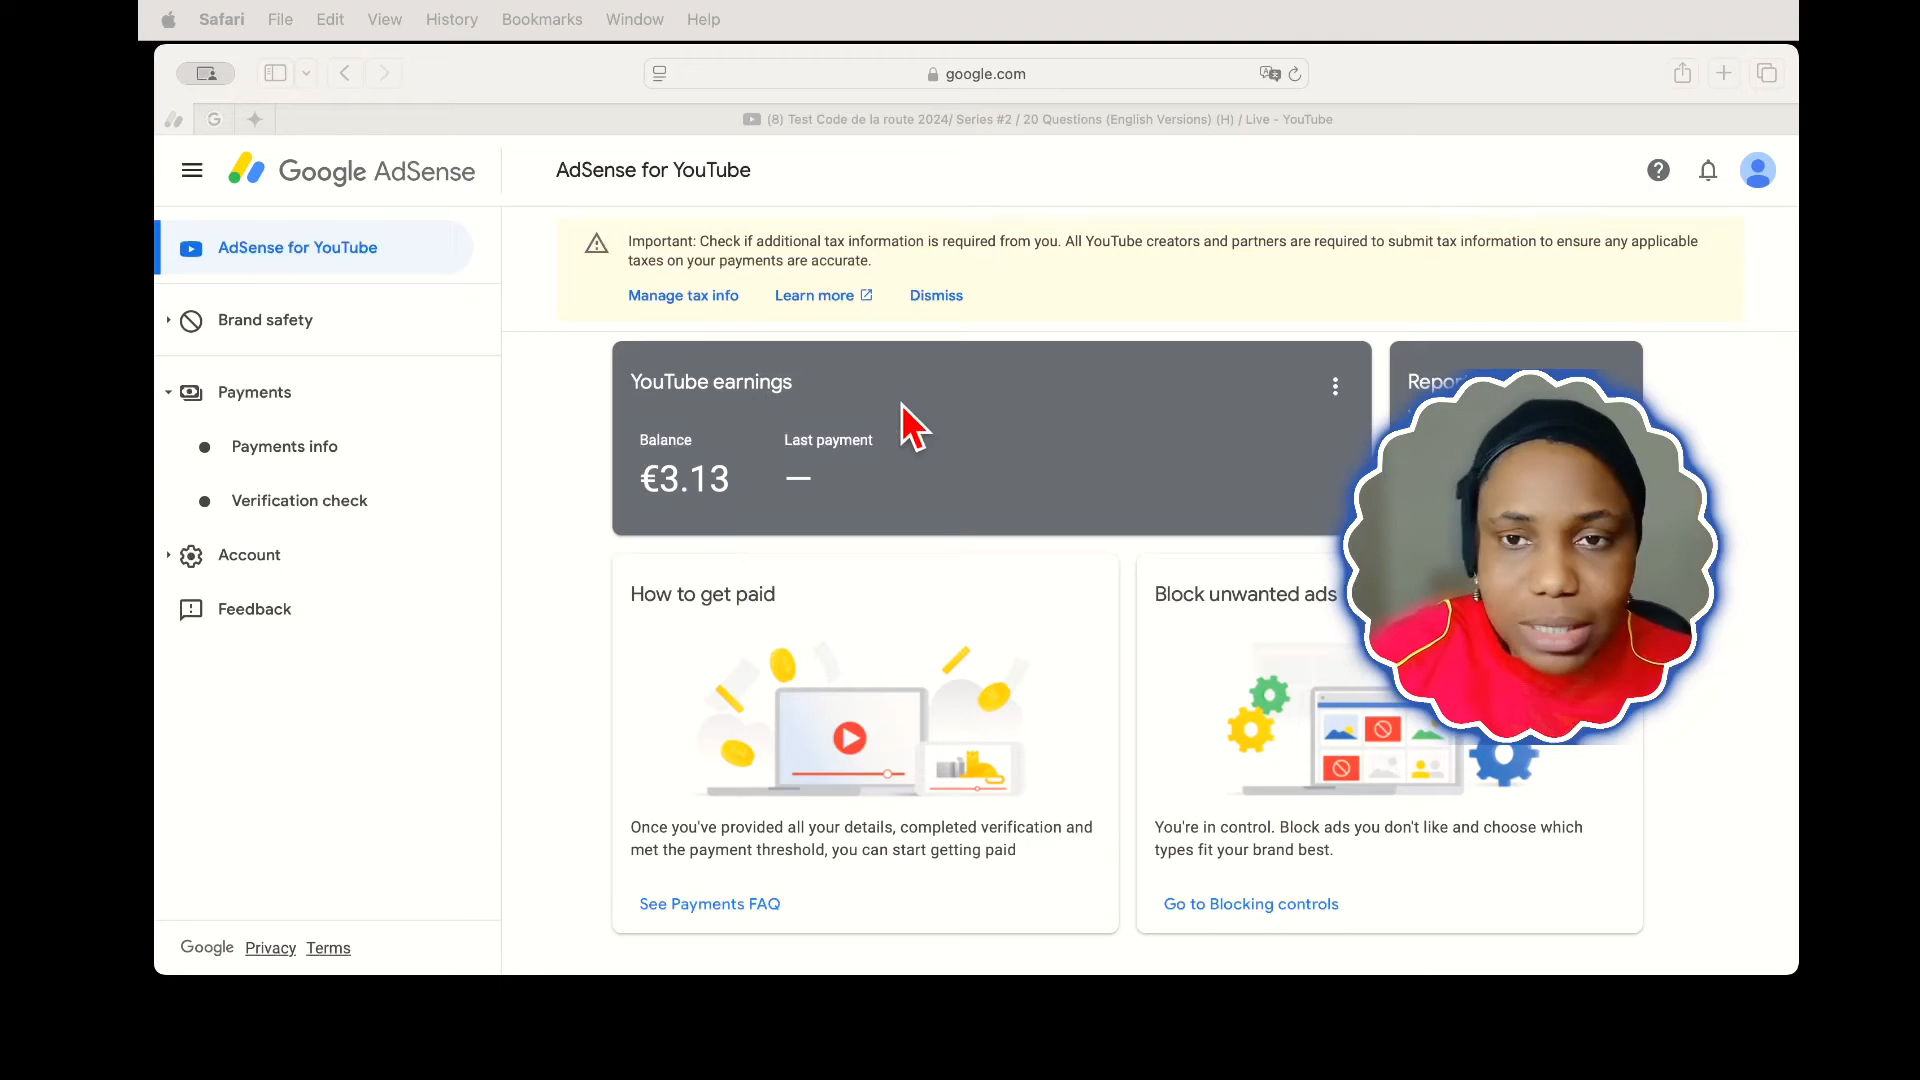 Safari File Edit View History Bookmarks Window Help
google.com
(8) Test Code de la route 2024/ Series #2 / 20 Questions (English Versions) (H) / Live - YouTube
Google AdSense
AdSense for YouTube
AdSense for YouTube
Brand safety
Payments
Payments info
Verification check
Account
Feedback
Google Privacy Terms
Important: Check if additional tax information is required from you. All YouTube creators and partners are required to submit tax information to ensure any applicable
taxes on your payments are accurate.
Manage tax info Learn more Dismiss
YouTube earnings
Balance Last payment
€3.13 —
How to get paid
Once you've provided all your details, completed verification and
met the payment threshold, you can start getting paid
See Payments FAQ
Block unwanted ads
You're in control. Block ads you don't like and choose which
types fit your brand best.
Go to Blocking controls